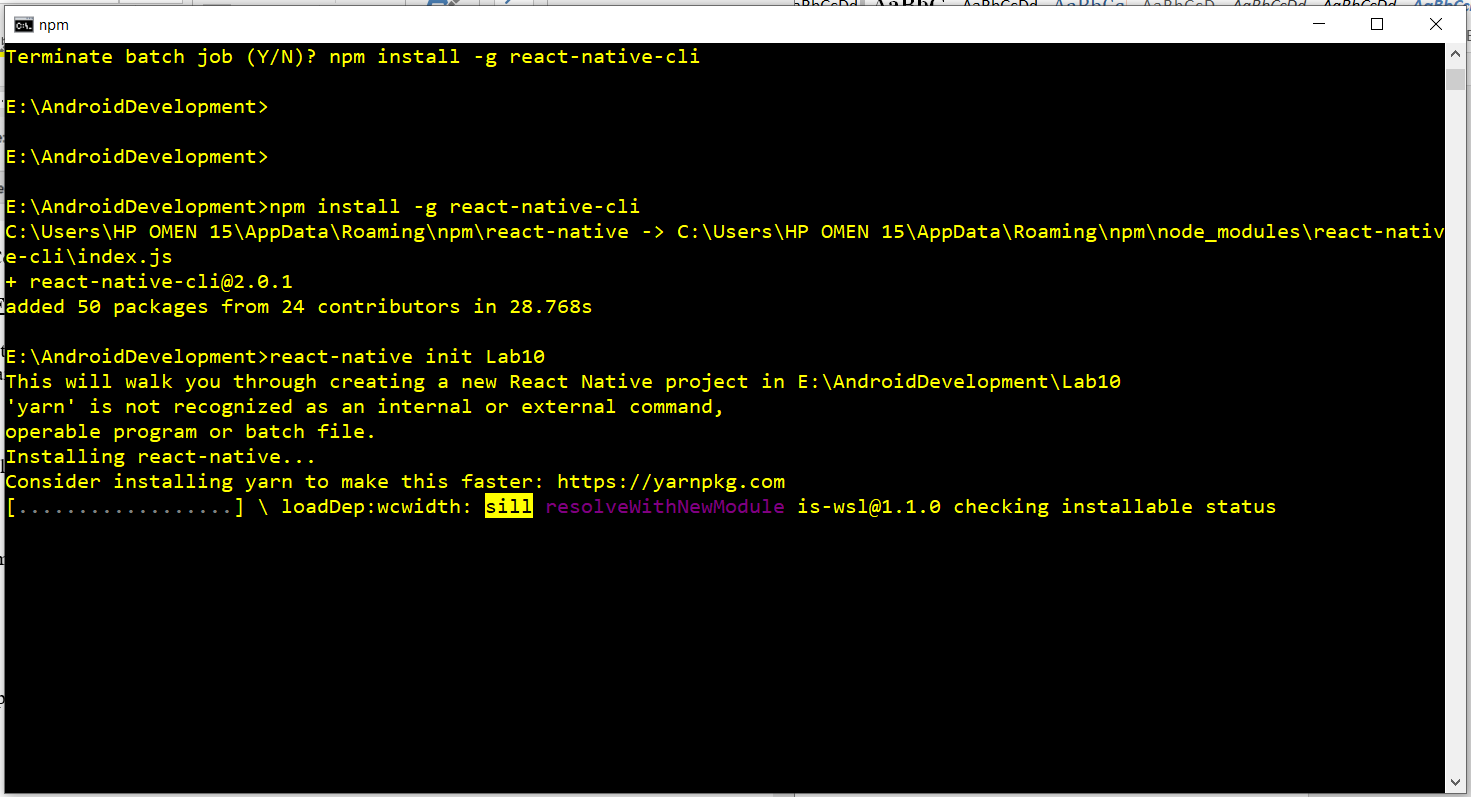 npm
Terminate batch job (Y/N)? npm install -g react-native-cli
E:\AndroidDevelopment>
E:\AndroidDevelopment>
E:\AndroidDevelopment>npm install -g react-native-cli
C:\Users\HP OMEN 15\AppData\Roaming\npm\react-native -> C:\Users\HP OMEN 15\AppData\Roaming\npm\node_modules\react-nativ
e-cli\index.js
+ react-native-cli@2.0.1
added 50 packages from 24 contributors in 28.768s
E:\AndroidDevelopment>react-native init Lab10
This will walk you through creating a new React Native project in E:\AndroidDevelopment\Lab10
'yarn' is not recognized as an internal or external command,
operable program or batch file.
Installing react-native...
Consider installing yarn to make this faster: https://yarnpkg.com
[..................] \ loadDep:wcwidth: sill resolveWithNewModule is-wsl@1.1.0 checking installable status